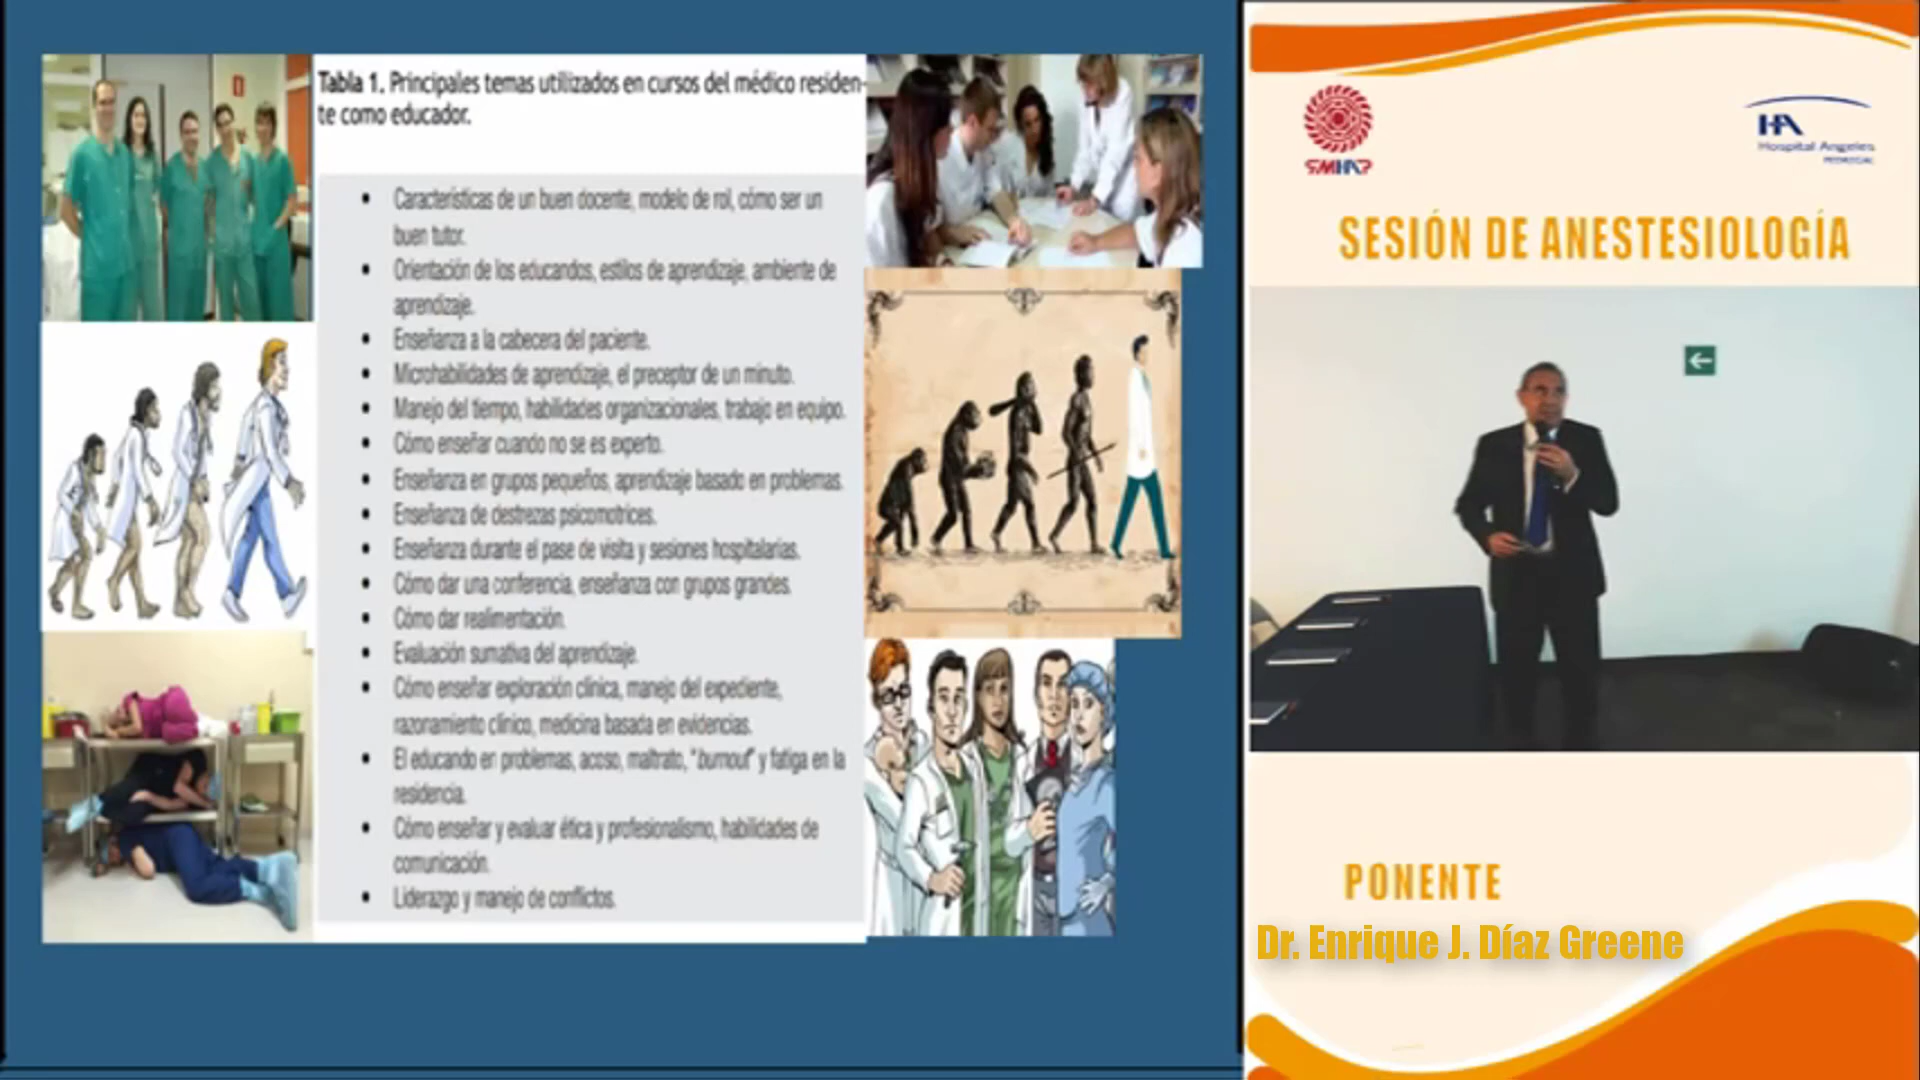 Tabla 1. Principales temas utilizados en cursos del médico residen-
te como educador.
• Características de un buen docente, modelo de rol, cómo ser un
buen tutor.
• Orientación de los educandos, estilos de aprendizaje, ambiente de
aprendizaje.
• Enseñanza a la cabecera del paciente.
• Microhabilidades de aprendizaje, el preceptor de un minuto.
• Manejo del tiempo, habilidades organizacionales, trabajo en equipo.
• Cómo enseñar cuando no se es experto.
• Enseñanza en grupos pequeños, aprendizaje basado en problemas.
• Enseñanza de destrezas psicomotrices.
• Enseñanza durante el pase de visita y sesiones hospitalarias.
• Cómo dar una conferencia, enseñanza con grupos grandes.
• Cómo dar realimentación.
• Evaluación sumativa del aprendizaje.
• Cómo enseñar exploración clínica, manejo del expediente,
razonamiento clínico, medicina basada en evidencias.
• El educando en problemas, acoso, maltrato, "burnout" y fatiga en la
residencia.
• Cómo enseñar y evaluar ética y profesionalismo, habilidades de
comunicación.
• Liderazgo y manejo de conflictos.
SMHAP
HA
Hospital Angeles
PEDREGAL
SESIÓN DE ANESTESIOLOGÍA
PONENTE
Dr. Enrique J. Díaz Greene